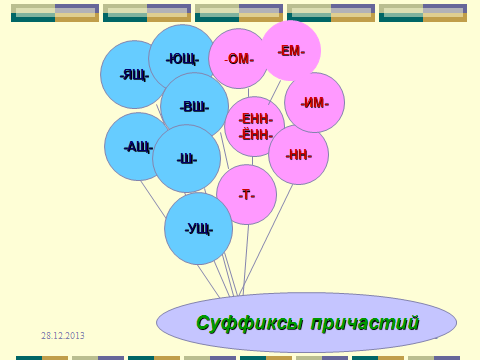 -ЯЩ-
-ЮЩ-
-ОМ-
-ЕМ-
-ВШ-
-ЕНН-
-ЁНН-
-ИМ-
-АЩ-
-Ш-
-НН-
-Т-
-УЩ-
Суффиксы причастий
28.12.2013